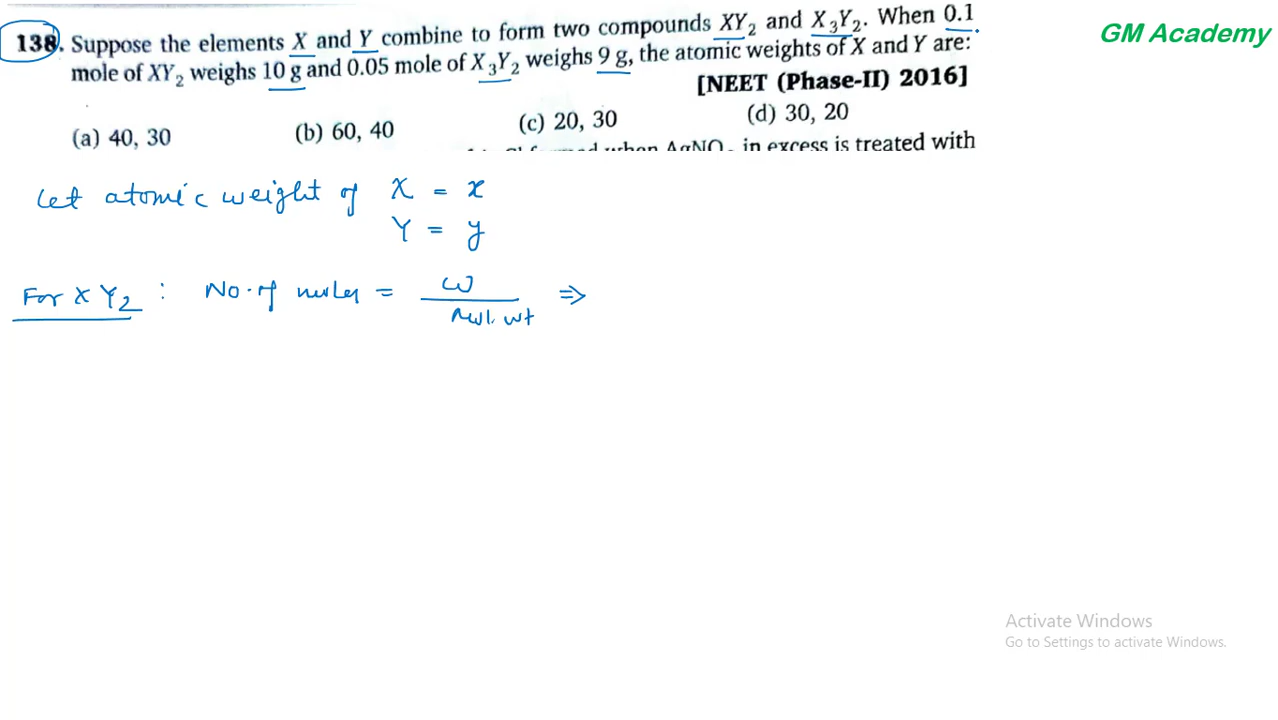 138. Suppose the elements X and Y combine to form two compounds XY₂ and X₃Y₂. When 0.1
GM Academy
mole of XY₂ weighs 10 g and 0.05 mole of X₃Y₂ weighs 9 g, the atomic weights of X and Y are:
[NEET (Phase-II) 2016]
(a) 40, 30 (b) 60, 40 (c) 20, 30 (d) 30, 20
when AgNO in excess is treated with
Let atomic weight of X = x
Y = y
For XY₂ : No. of moles = w / mol. wt ⇒
Activate Windows
Go to Settings to activate Windows.